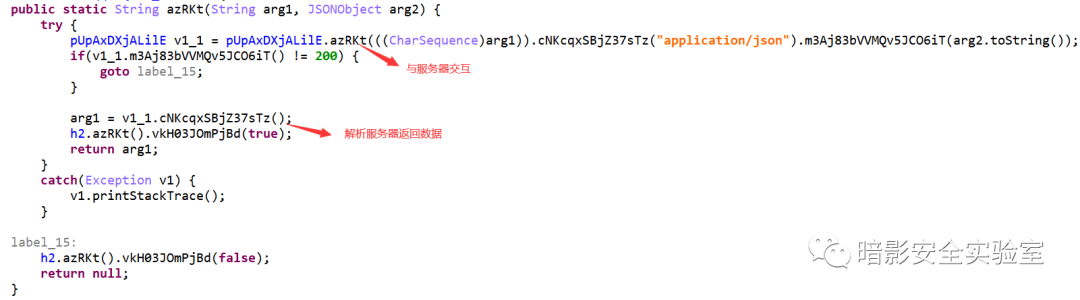 public static String azRKt(String arg1, JSONObject arg2) {
try {
pUpAxDXjALilE v1_1 = pUpAxDXjALilE.azRKt(((CharSequence)arg1)).cNKcqxSBjZ37sTz("application/json").m3Aj83bVVMQv5JCO6iT(arg2.toString());
if(v1_1.m3Aj83bVVMQv5JCO6iT() != 200) {
与服务器交互
goto label_15;
}
arg1 = v1_1.cNKcqxSBjZ37sTz();
h2.azRKt().vkH03JOmPjBd(true);
解析服务器返回数据
return arg1;
}
catch(Exception v1) {
v1.printStackTrace();
}
label_15:
h2.azRKt().vkH03JOmPjBd(false);
return null;
}
暗影安全实验室